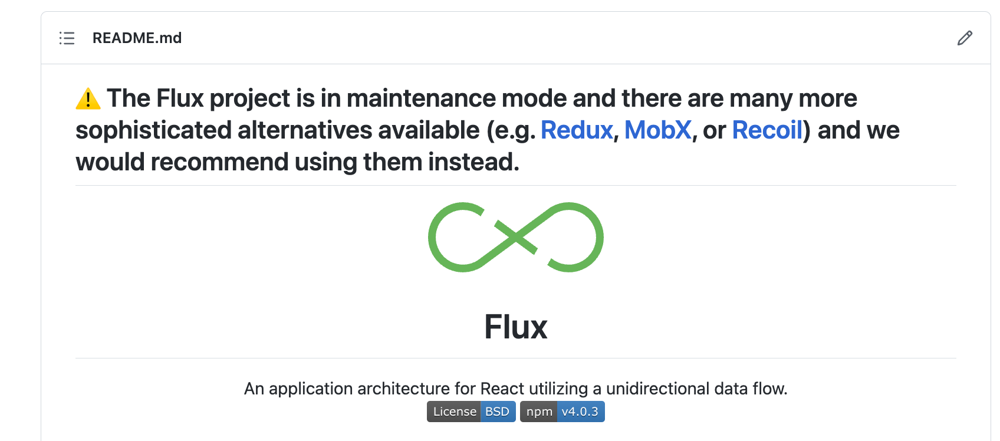 README.md
⚠️ The Flux project is in maintenance mode and there are many more
sophisticated alternatives available (e.g. Redux, MobX, or Recoil) and we
would recommend using them instead.
Flux
An application architecture for React utilizing a unidirectional data flow.
License BSD npm v4.0.3